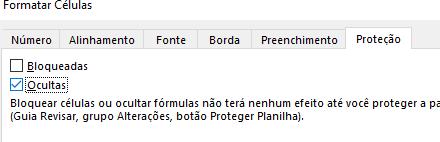 Formatar Células
Número Alinhamento Fonte Borda Preenchimento Proteção
Bloqueadas
Ocultas
Bloquear células ou ocultar fórmulas não terá nenhum efeito até você proteger a
(Guia Revisar, grupo Alterações, botão Proteger Planilha).